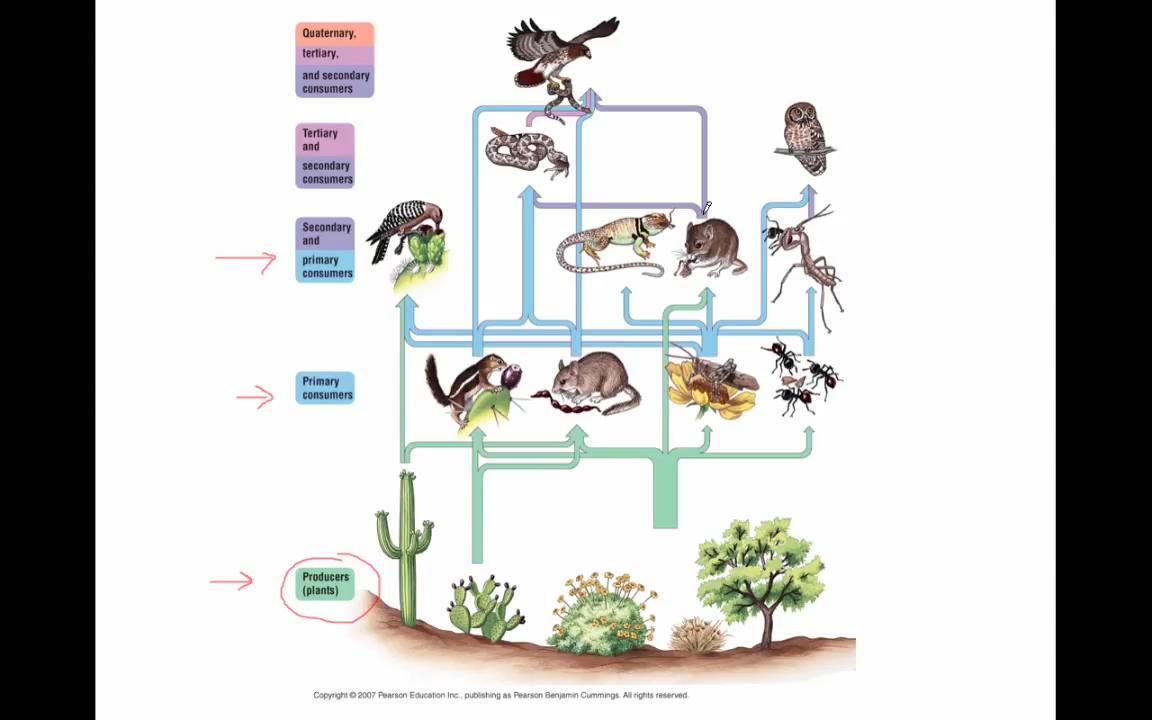 Quaternary,
tertiary,
and secondary
consumers
Tertiary
and
secondary
consumers
Secondary
and
primary
consumers
Primary
consumers
Producers
(plants)
Copyright © 2007 Pearson Education Inc., publishing as Pearson Benjamin Cummings. All rights reserved.